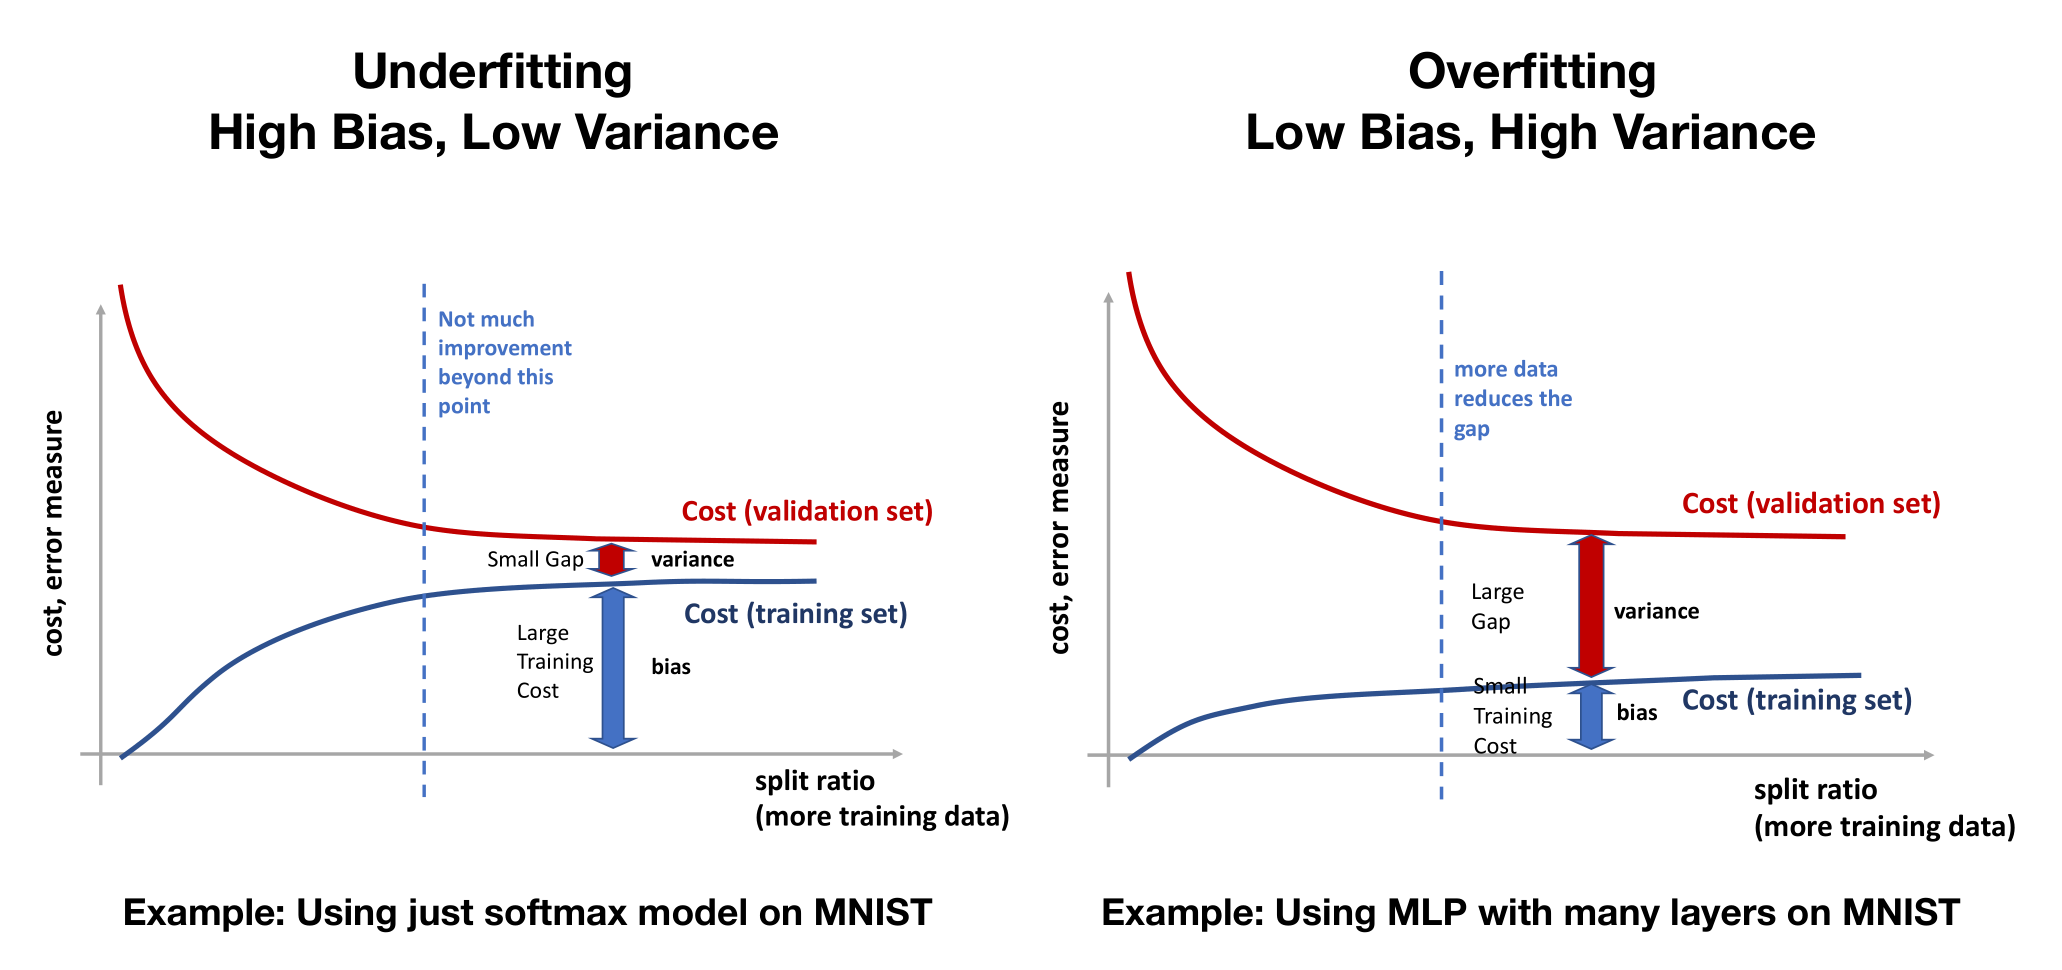 Underfitting
High Bias, Low Variance
Not much
improvement
beyond this
point
cost, error measure
Cost (validation set)
Small Gap
variance
Cost (training set)
Large
Training
Cost
bias
split ratio
(more training data)
Example: Using just softmax model on MNIST
Overfitting
Low Bias, High Variance
more data
reduces the
gap
cost, error measure
Cost (validation set)
Large
Gap
variance
Small
Training
Cost
bias
Cost (training set)
split ratio
(more training data)
Example: Using MLP with many layers on MNIST